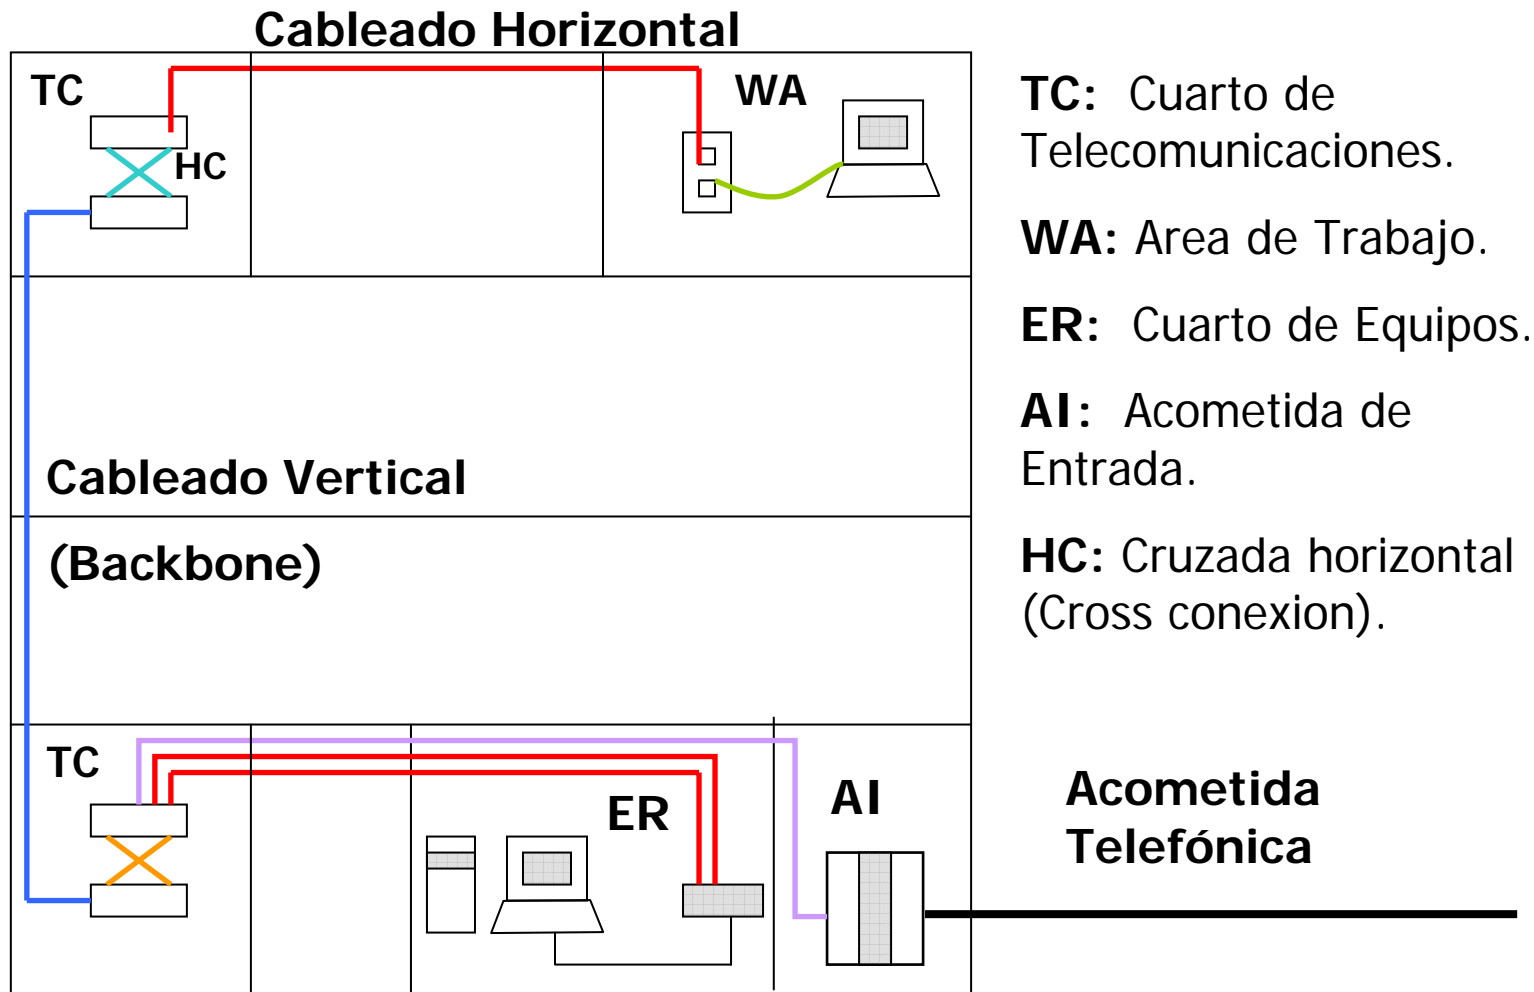 Cableado Horizontal
TC
HC
WA
Cableado Vertical
(Backbone)
TC
ER
AI
TC: Cuarto de
Telecomunicaciones.
WA: Area de Trabajo.
ER: Cuarto de Equipos.
AI: Acometida de
Entrada.
HC: Cruzada horizontal
(Cross conexion).
Acometida
Telefónica